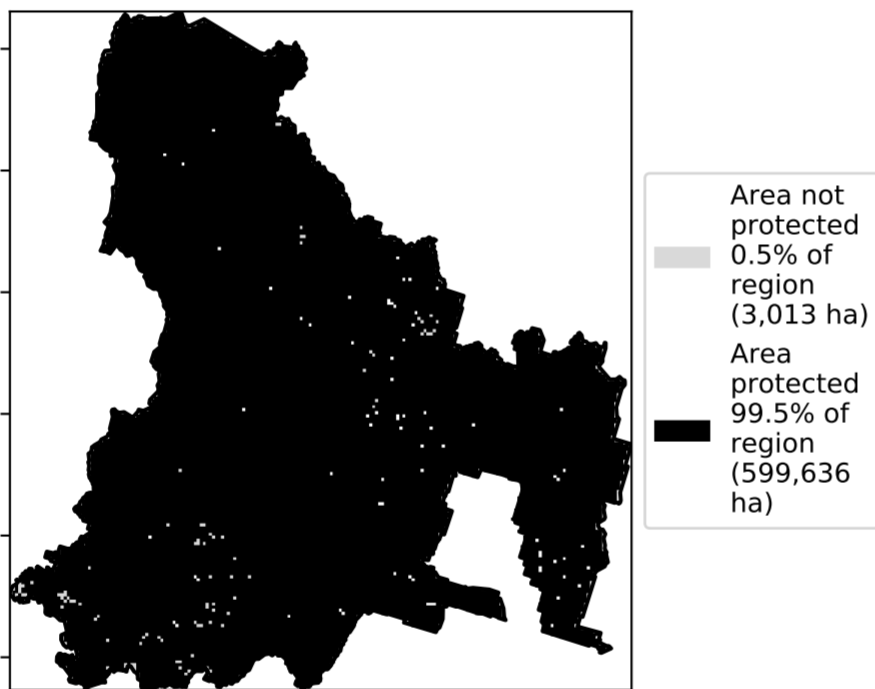 Area not
protected
0.5% of
region
(3,013 ha)
Area
protected
99.5% of
region
(599,636
ha)